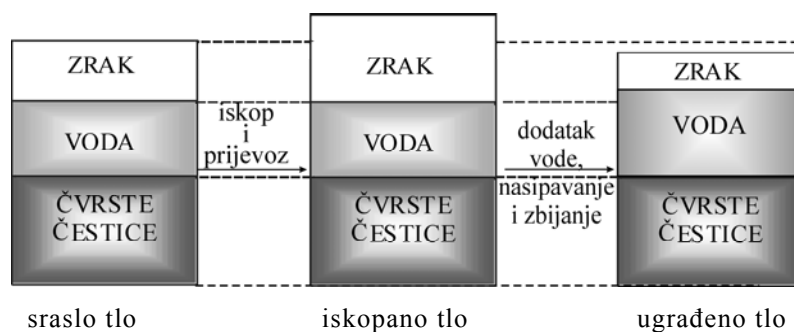 ZRAK
VODA
ČVRSTE
ČESTICE
sraslo tlo
iskop
i
prijevoz
ZRAK
VODA
ČVRSTE
ČESTICE
iskopano tlo
dodatak
vode,
nasipavanje
i zbijanje
ZRAK
VODA
ČVRSTE
ČESTICE
ugrađeno tlo